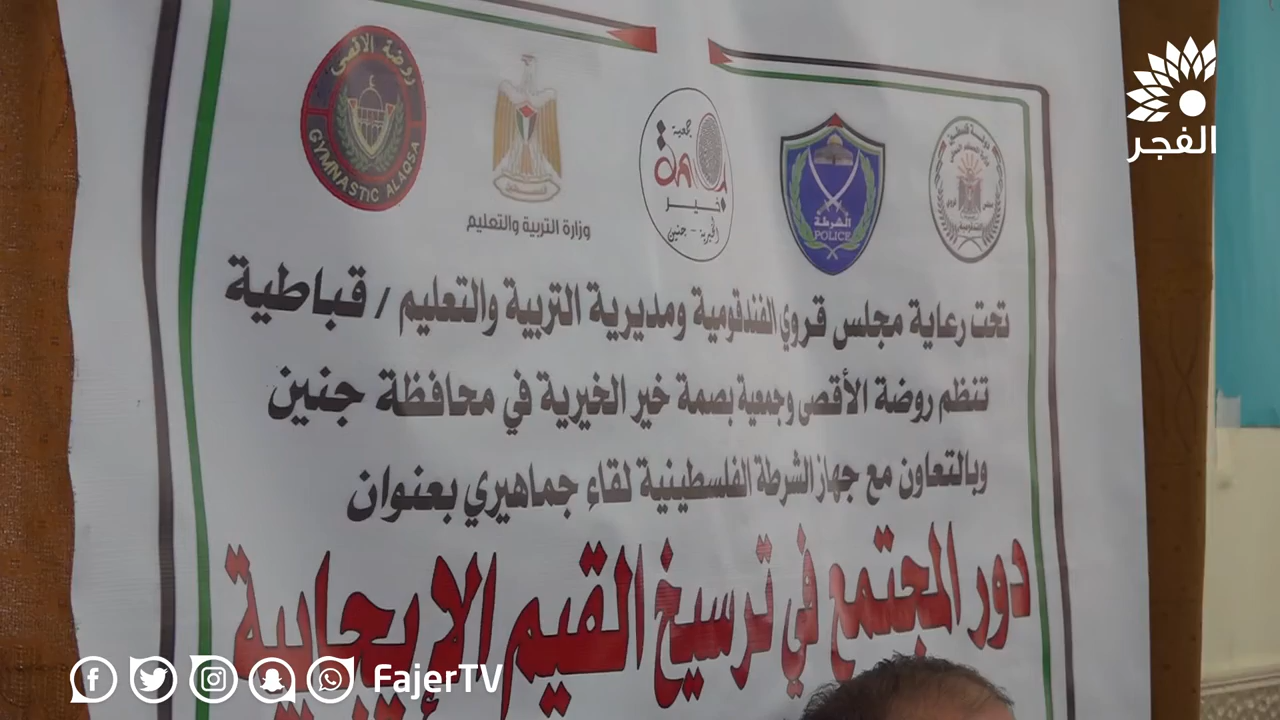 الفجر
روضة الأقصى
GYMNASTIC ALAQSA
وزارة التربية والتعليم
جمعية
بصمة
خير
الخيرية - جنين
الشرطة
POLICE
دولة فلسطين
تحت رعاية مجلس قروي الفندقومية ومديرية التربية والتعليم / قباطية
تنظم روضة الأقصى وجمعية بصمة خير الخيرية في محافظة جنين
وبالتعاون مع جهاز الشرطة الفلسطينية لقاء جماهيري بعنوان
دور المجتمع في ترسيخ القيم الإيجابية
FajerTV